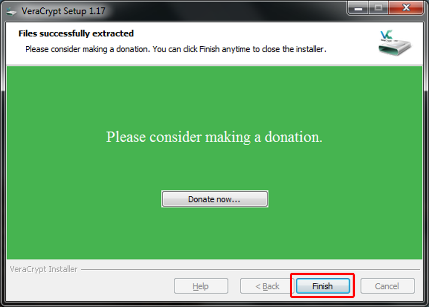 VeraCrypt Setup 1.17
Files successfully extracted
Please consider making a donation. You can click Finish anytime to close the installer.
VC
Please consider making a donation.
Donate now...
VeraCrypt Installer
Help
< Back
Finish
Cancel